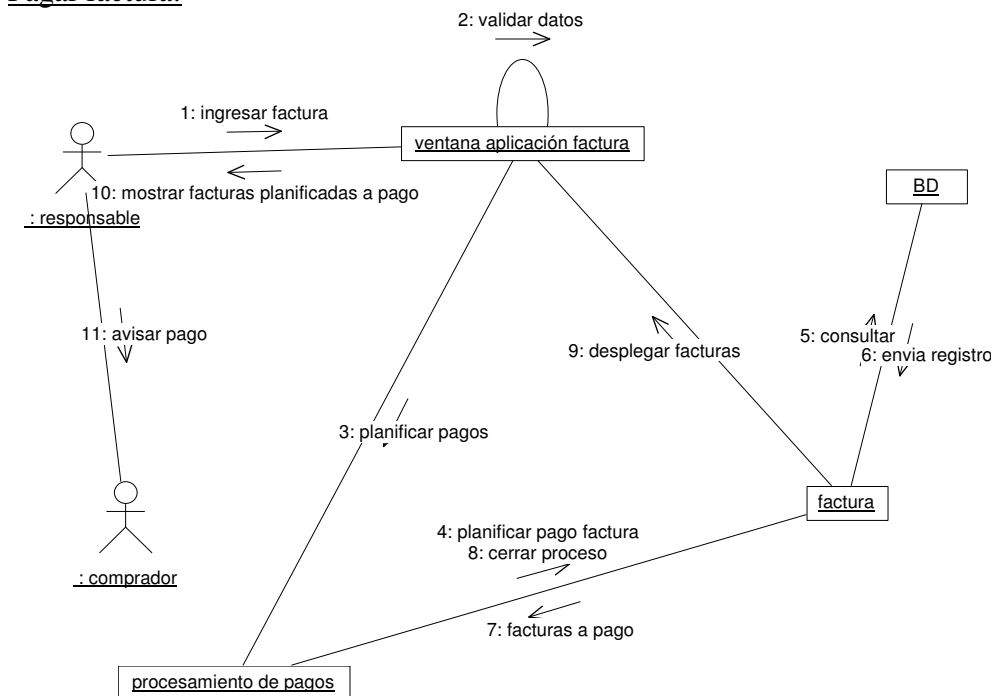 Pagar factura:
2: validar datos
1: ingresar factura
ventana aplicación factura
10: mostrar facturas planificadas a pago
: responsable
BD
11: avisar pago
9: desplegar facturas
5: consultar
6: envia registro
3: planificar pagos
factura
4: planificar pago factura
8: cerrar proceso
: comprador
7: facturas a pago
procesamiento de pagos